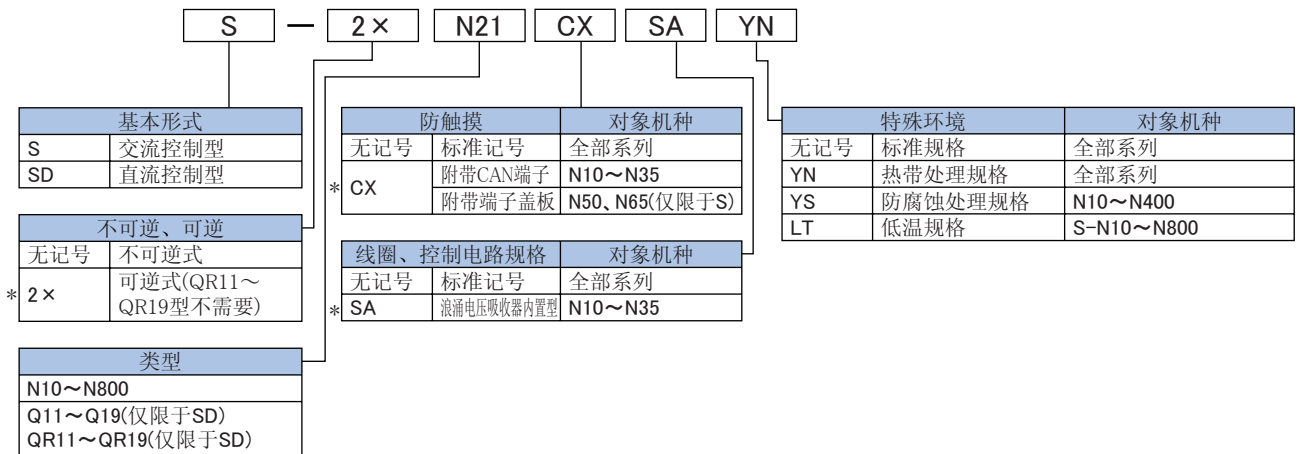 S — 2× N21 CX SA YN
基本形式
S 交流控制型
SD 直流控制型
不可逆、可逆
无记号 不可逆式
* 2× 可逆式(QR11～
QR19型不需要)
类型
N10～N800
Q11～Q19(仅限于SD)
QR11～QR19(仅限于SD)
防触摸 对象机种
无记号 标准记号 全部系列
* CX 附带CAN端子 N10～N35
附带端子盖板 N50、N65(仅限于S)
线圈、控制电路规格 对象机种
无记号 标准记号 全部系列
* SA 浪涌电压吸收器内置型 N10～N35
特殊环境 对象机种
无记号 标准规格 全部系列
YN 热带处理规格 全部系列
YS 防腐蚀处理规格 N10～N400
LT 低温规格 S-N10～N800